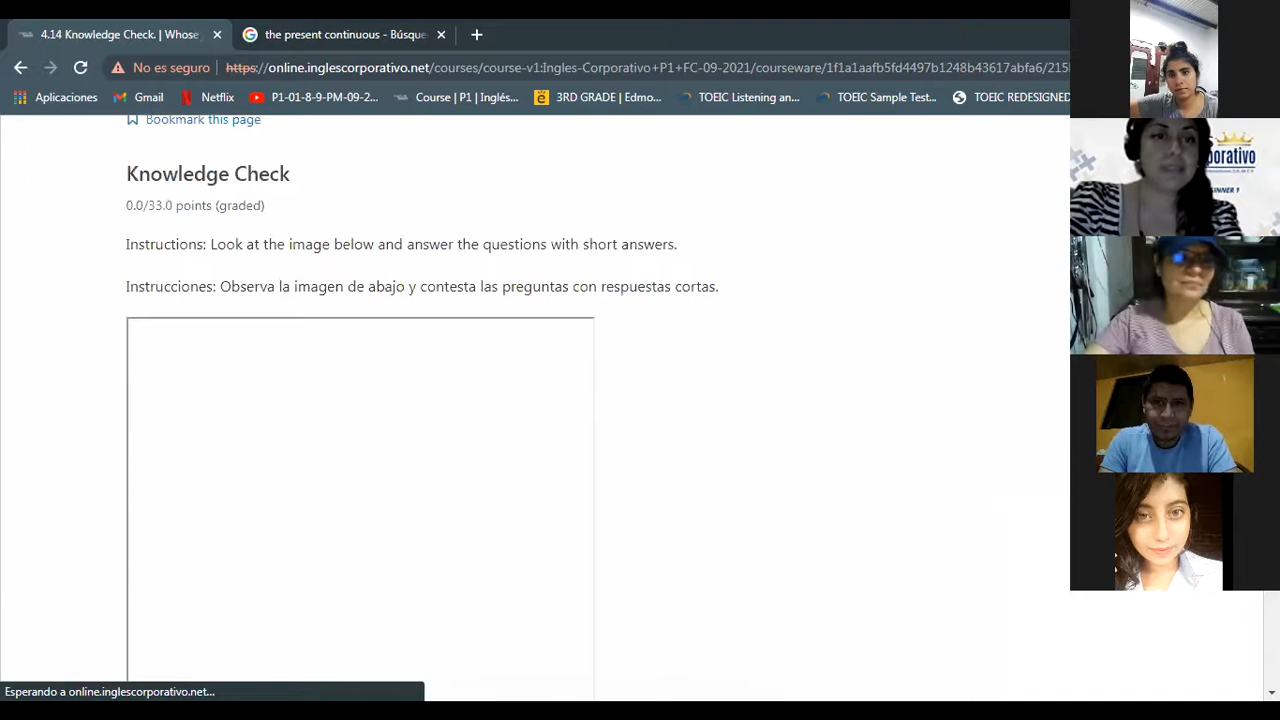 4.14 Knowledge Check. | Whose
the present continuous - Búsque
No es seguro
https://online.inglescorporativo.net/
ourse-v1:Ingles-Corporativo+P1+FC-09-2021/courseware/1f1a1aab5fd4497b1248b43617abfa6/215
Aplicaciones
Gmail
Netflix
P1-01-8-9-PM-09-2...
Course P1 | Inglés...
3RD GRADE | Edmo...
TOEIC Listening an...
TOEIC Sample Test...
TOEIC REDESIGNED
Bookmark this page
Knowledge Check
0.0/33.0 points (graded)
Instructions: Look at the image below and answer the questions with short answers.
Instrucciones: Observa la imagen de abajo y contesta las preguntas con respuestas cortas.
porativo
INNER 1
Esperando a online.inglescorporativo.net...